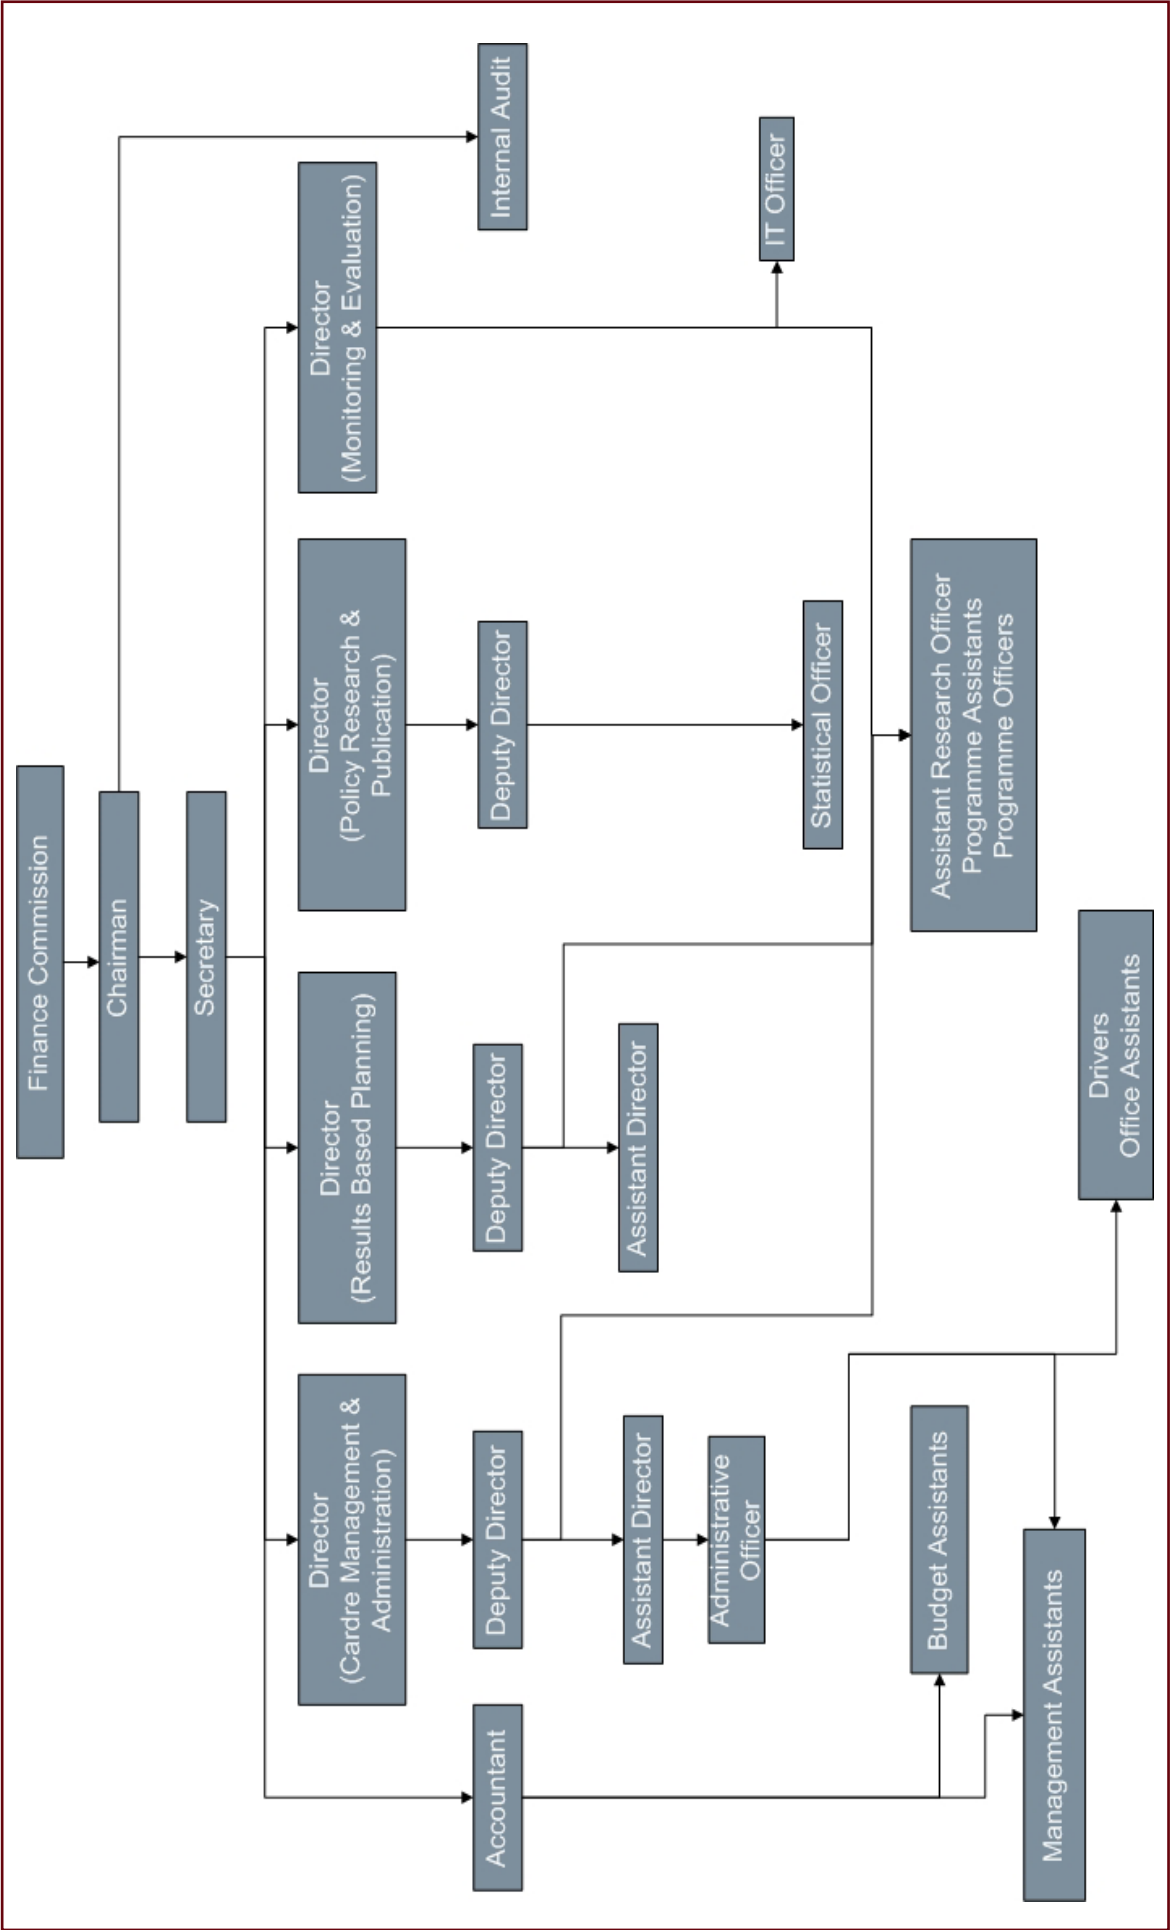 Finance Commission
Chairman
Secretary
Accountant
Director
(Cardre Management &
Administration)
Director
(Results Based Planning)
Director
(Policy Research &
Publication)
Director
(Monitoring & Evaluation)
Internal Audit
Deputy Director
Deputy Director
Deputy Director
Assistant Director
Assistant Director
Administrative
Officer
IT Officer
Statistical Officer
Budget Assistants
Assistant Research Officer
Programme Assistants
Programme Officers
Management Assistants
Drivers
Office Assistants